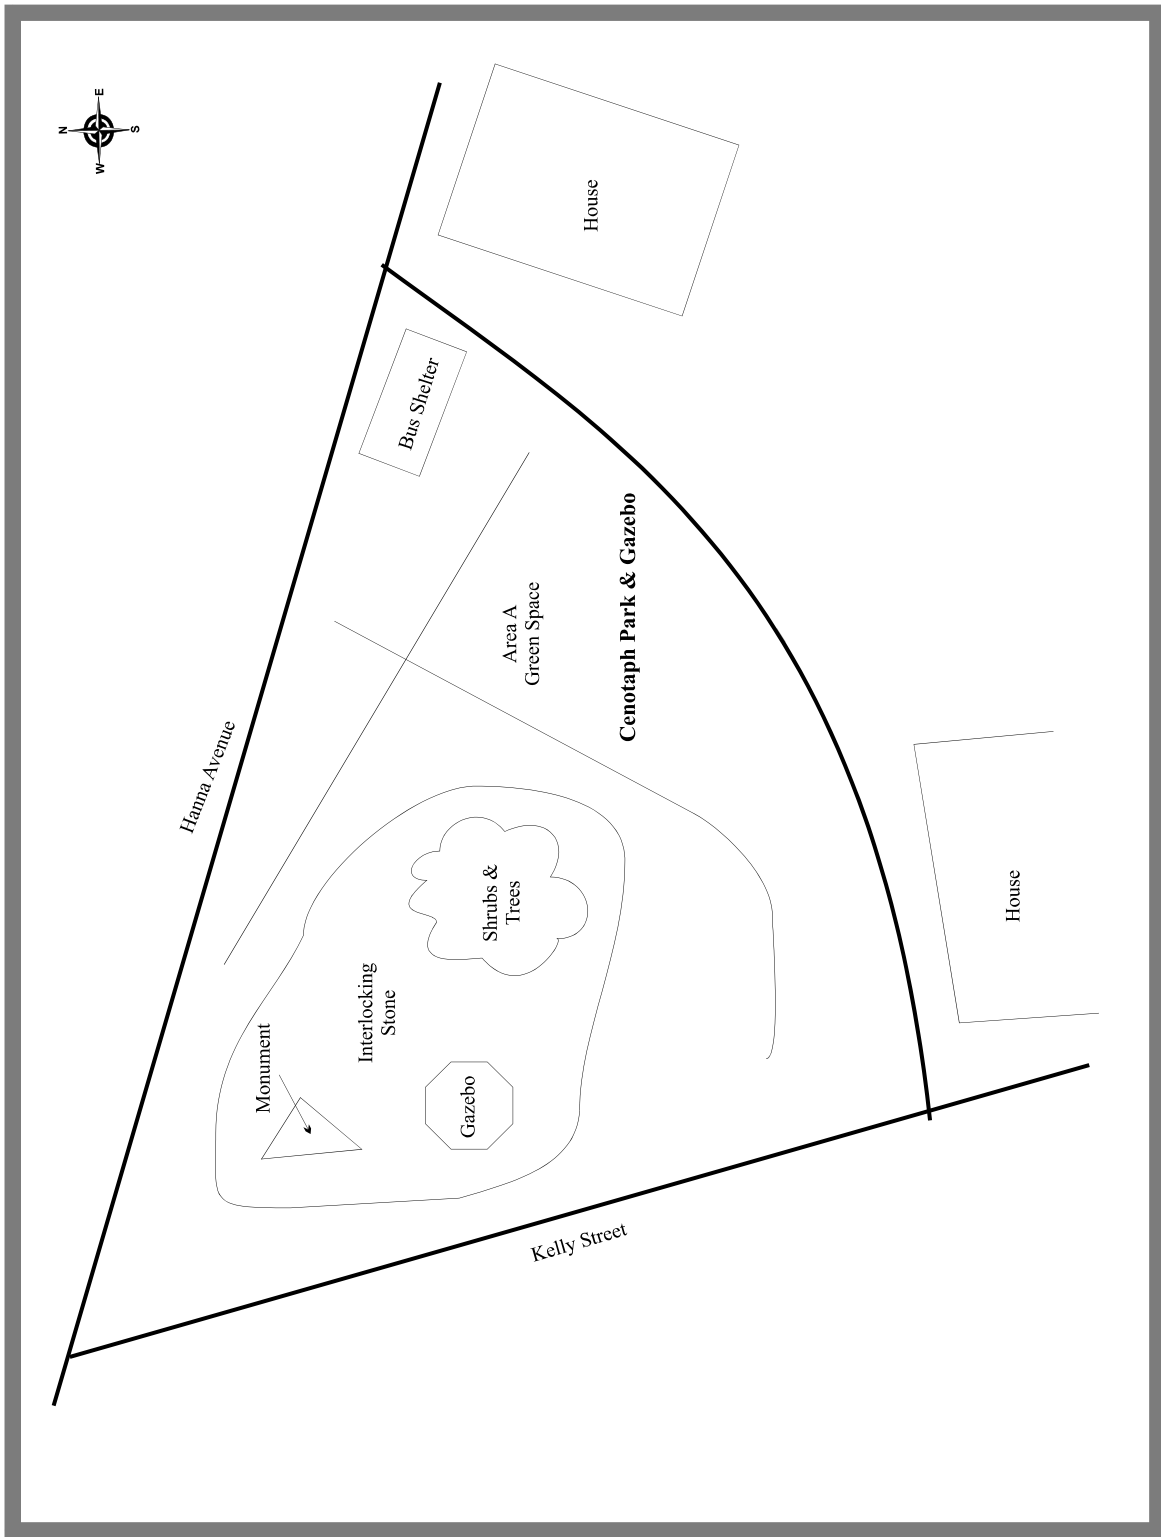 N
E
S
W
Hanna Avenue
Bus Shelter
House
Area A
Green Space
Cenotaph Park & Gazebo
Monument
Interlocking
Stone
Shrubs &
Trees
Gazebo
House
Kelly Street